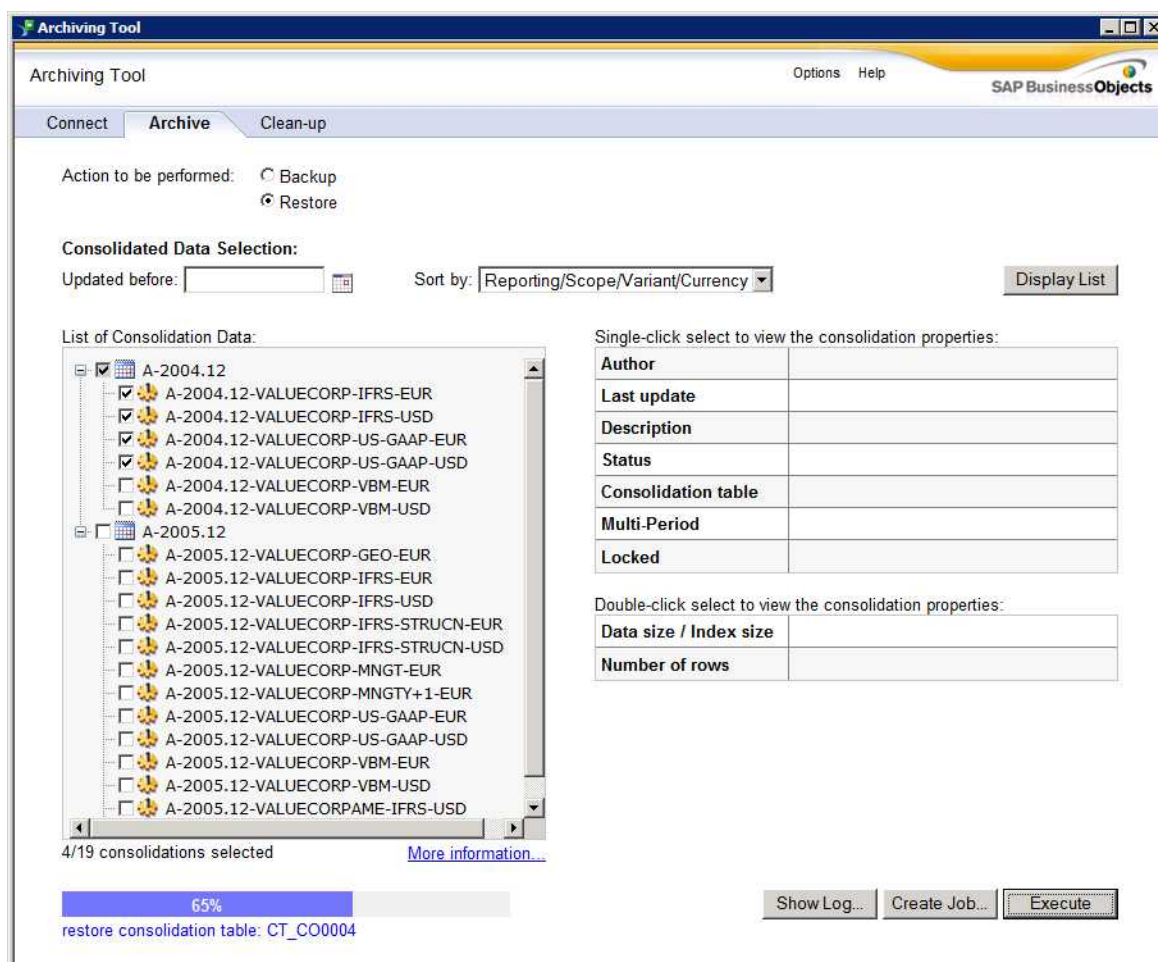 Archiving Tool
Archiving Tool
Options Help
SAP BusinessObjects
Connect Archive Clean-up
Action to be performed: Backup
Restore
Consolidated Data Selection:
Updated before: Sort by: Reporting/Scope/Variant/Currency Display List
List of Consolidation Data:
A-2004.12
A-2004.12-VALUECORP-IFRS-EUR
A-2004.12-VALUECORP-IFRS-USD
A-2004.12-VALUECORP-US-GAAP-EUR
A-2004.12-VALUECORP-US-GAAP-USD
A-2004.12-VALUECORP-VBM-EUR
A-2004.12-VALUECORP-VBM-USD
A-2005.12
A-2005.12-VALUECORP-GEO-EUR
A-2005.12-VALUECORP-IFRS-EUR
A-2005.12-VALUECORP-IFRS-USD
A-2005.12-VALUECORP-IFRS-STRUCN-EUR
A-2005.12-VALUECORP-IFRS-STRUCN-USD
A-2005.12-VALUECORP-MNGT-EUR
A-2005.12-VALUECORP-MNGTY+1-EUR
A-2005.12-VALUECORP-US-GAAP-EUR
A-2005.12-VALUECORP-US-GAAP-USD
A-2005.12-VALUECORP-VBM-EUR
A-2005.12-VALUECORP-VBM-USD
A-2005.12-VALUECORPAME-IFRS-USD
4/19 consolidations selected More information...
Single-click select to view the consolidation properties:
Author
Last update
Description
Status
Consolidation table
Multi-Period
Locked
Double-click select to view the consolidation properties:
Data size / Index size
Number of rows
65%
restore consolidation table: CT_CO0004
Show Log... Create Job... Execute